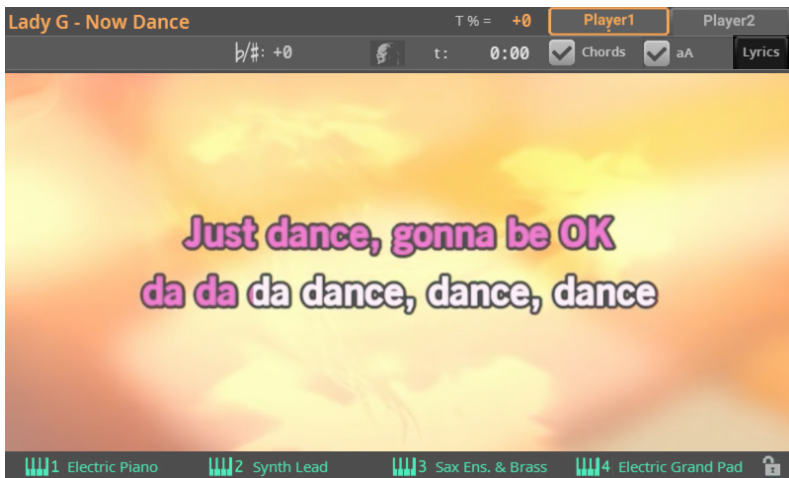 Lady G - Now Dance T % = +0 Player1 Player2
♭/#: +0 t: 0:00 Chords aA Lyrics
Just dance, gonna be OK
da da da dance, dance, dance
1 Electric Piano 2 Synth Lead 3 Sax Ens. & Brass 4 Electric Grand Pad